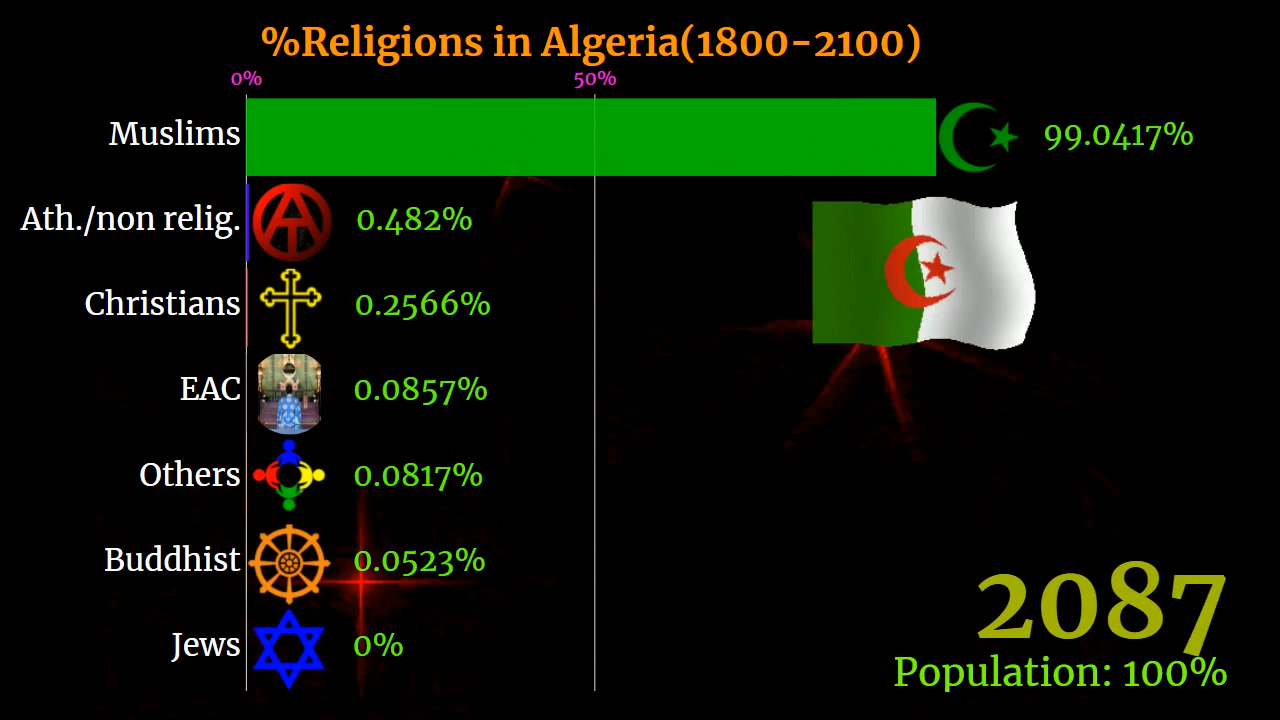 %Religions in Algeria(1800-2100)
0% 50%
Muslims 99.0417%
Ath./non relig. 0.482%
Christians 0.2566%
EAC 0.0857%
Others 0.0817%
Buddhist 0.0523%
Jews 0%
2087
Population: 100%